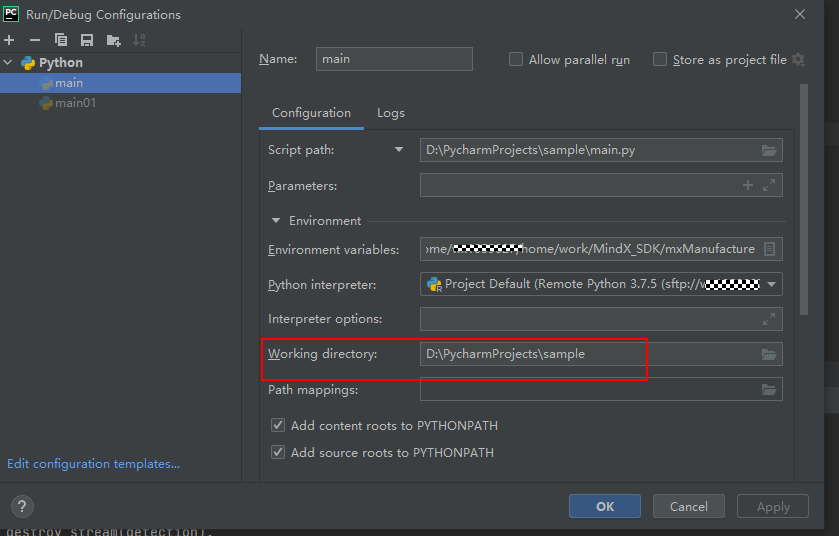 PC
Run/Debug Configurations
Python
main
main01
Name:
main
Allow parallel run
Store as project file
Configuration
Logs
Script path:
D:\PycharmProjects\sample\main.py
Parameters:
Environment
Environment variables:
ome/
/home/work/MindX_SDK/mxManufacture
Python interpreter:
Project Default (Remote Python 3.7.5 (sftp://
Interpreter options:
Working directory:
D:\PycharmProjects\sample
Path mappings:
Add content roots to PYTHONPATH
Add source roots to PYTHONPATH
Edit configuration templates...
?
OK
Cancel
Apply
destroy_stream(detection).